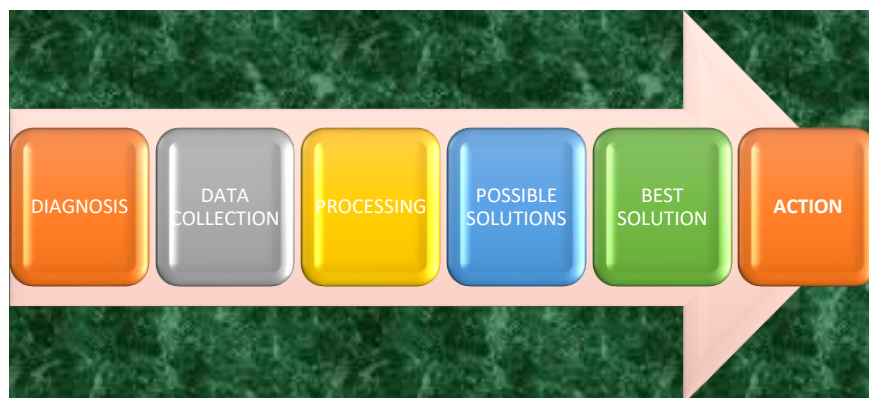 DIAGNOSIS
DATA
COLLECTION
PROCESSING
POSSIBLE
SOLUTIONS
BEST
SOLUTION
ACTION